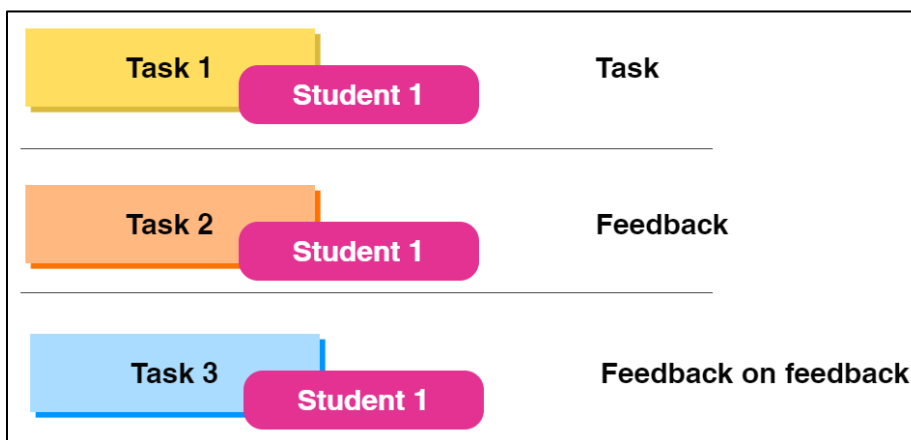 Task 1
Student 1
Task
Task 2
Student 1
Feedback
Task 3
Student 1
Feedback on feedback